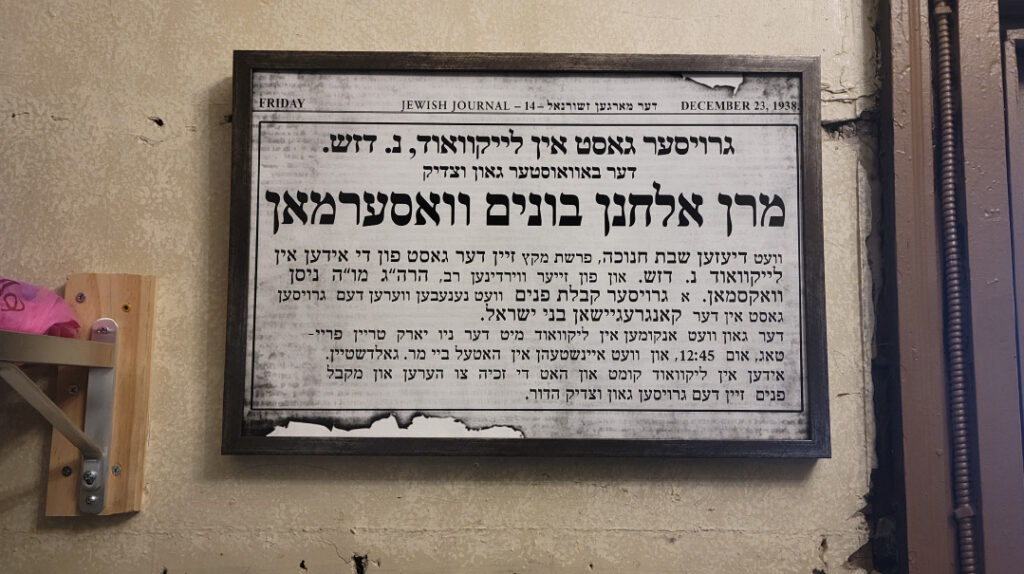 FRIDAY JEWISH JOURNAL – 14 – דער מארגען זשורנאל DECEMBER 23, 1938.
גרויסער גאסט אין לייקוואוד, נ. דזש.
דער באוואוסטער גאון וצדיק
מרן אלחנן בונים וואסערמאן
וועט דיעזען שבת חנוכה, פרשת מקץ זיין דער גאסט פון די אידען אין
לייקוואוד נ. דזש. און פון זייער ווירדיגען רב, הרה״ג מו״ה ניסן
וואקסמאן. א גרויסער קבלת פנים וועט געגעבען ווערען דעם גרויסען
גאסט אין דער קאנגרעגיישאן בני ישראל.
דער גאון וועט אנקומען אין ליקוואוד מיט דער ניו יארק טריין פריי–
טאג, אום 12:45, און וועט איינשטעהן אין האטעל ביי מר. גאלדשטיין.
אידען אין ליקוואוד קומט און האט די זכיה צו הערען און מקבל
פנים זיין דעם גרויסען גאון וצדיק הדור.